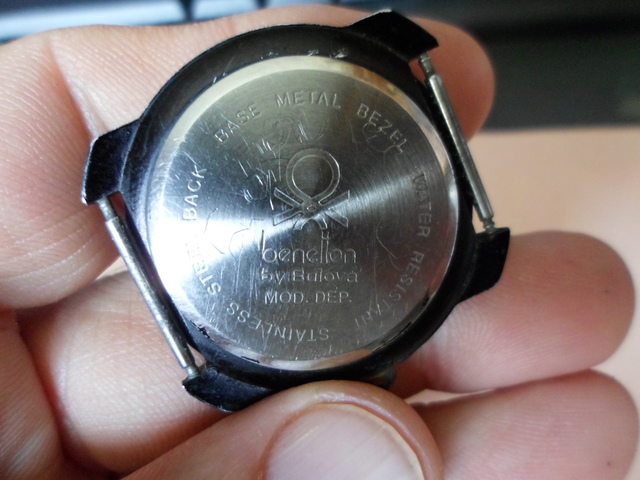 BASE METAL BEZEL
WATER RESISTANT
STAINLESS STEEL BACK
benetton
by Bulova
MOD. DEP.